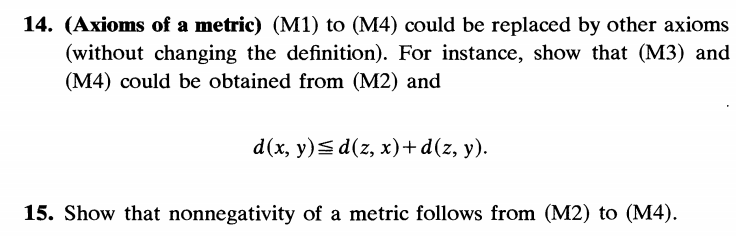 14. (Axioms of a metric) (M1) to (M4) could be replaced by other axioms
(without changing the definition). For instance, show that (M3) and
(M4) could be obtained from (M2) and
d(x, y)≦d(z, x)+d(z, y).
15. Show that nonnegativity of a metric follows from (M2) to (M4).